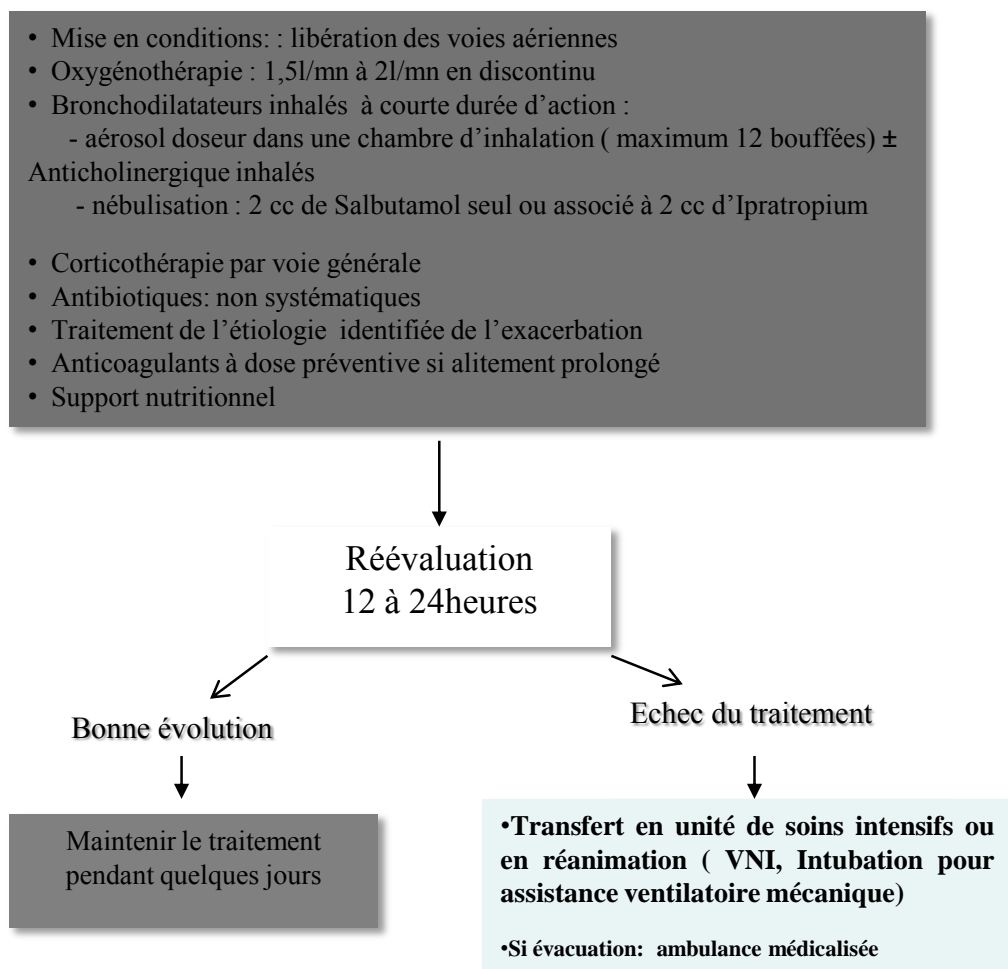 • Mise en conditions: : libération des voies aériennes
• Oxygénothérapie : 1,5l/mn à 2l/mn en discontinu
• Bronchodilatateurs inhalés à courte durée d’action :
- aérosol doseur dans une chambre d’inhalation ( maximum 12 bouffées) ±
Anticholinergique inhalés
- nébulisation : 2 cc de Salbutamol seul ou associé à 2 cc d’Ipratropium
• Corticothérapie par voie générale
• Antibiotiques: non systématiques
• Traitement de l’étiologie identifiée de l’exacerbation
• Anticoagulants à dose préventive si alitement prolongé
• Support nutritionnel
Réévaluation
12 à 24heures
Bonne évolution
Echec du traitement
Maintenir le traitement
pendant quelques jours
•Transfert en unité de soins intensifs ou
en réanimation ( VNI, Intubation pour
assistance ventilatoire mécanique)
•Si évacuation: ambulance médicalisée